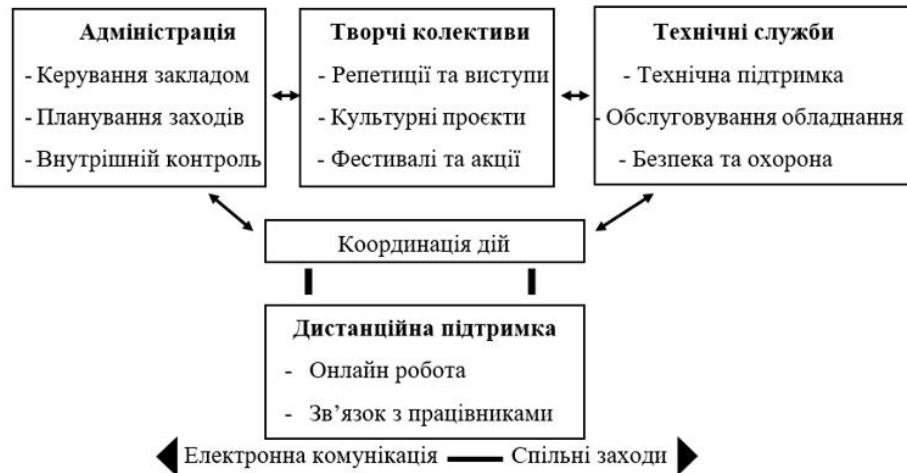 Адміністрація
- Керування закладом
- Планування заходів
- Внутрішній контроль
Творчі колективи
- Репетиції та виступи
- Культурні проєкти
- Фестивалі та акції
Технічні служби
- Технічна підтримка
- Обслуговування обладнання
- Безпека та охорона
Координація дій
Дистанційна підтримка
- Онлайн робота
- Зв’язок з працівниками
Електронна комунікація
Спільні заходи